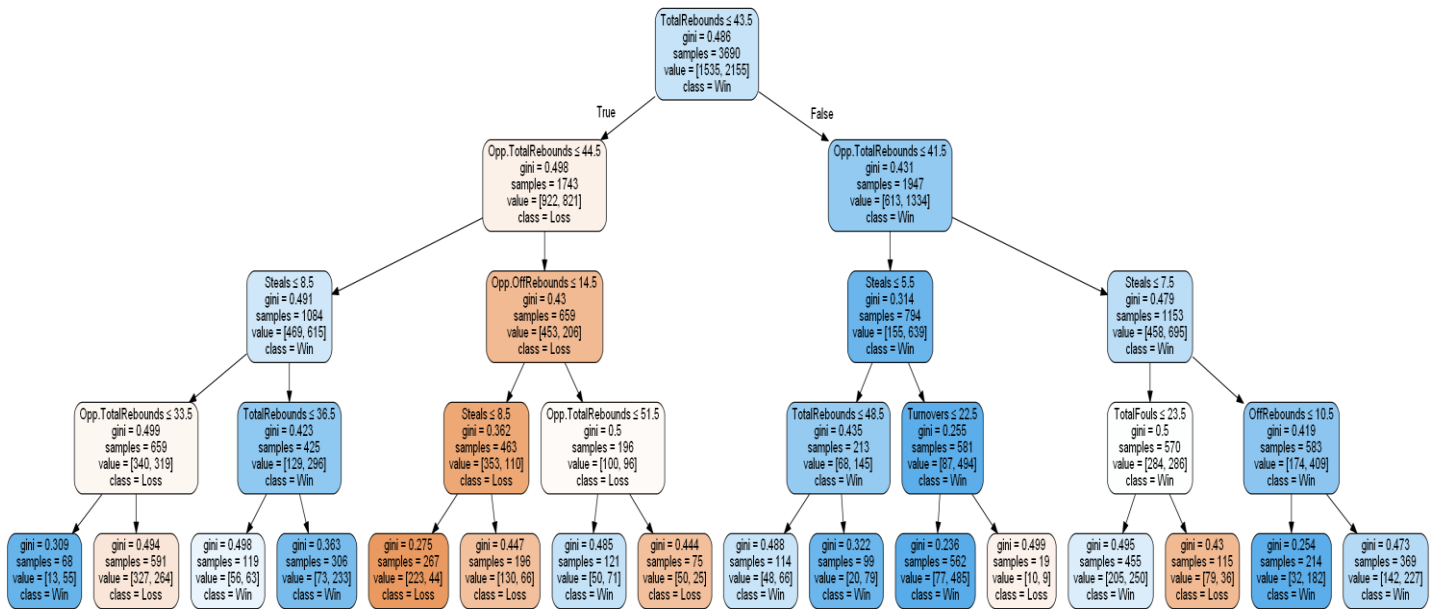 TotalRebounds ≤ 43.5
gini = 0.486
samples = 3690
value = [1535, 2155]
class = Win
True
False
Opp.TotalRebounds ≤ 44.5
gini = 0.498
samples = 1743
value = [922, 821]
class = Loss
Opp.TotalRebounds ≤ 41.5
gini = 0.431
samples = 1947
value = [613, 1334]
class = Win
Steals ≤ 8.5
gini = 0.491
samples = 1084
value = [469, 615]
class = Win
Opp.OffRebounds ≤ 14.5
gini = 0.43
samples = 659
value = [453, 206]
class = Loss
Steals ≤ 5.5
gini = 0.314
samples = 794
value = [155, 639]
class = Win
Steals ≤ 7.5
gini = 0.479
samples = 1153
value = [458, 695]
class = Win
Opp.TotalRebounds ≤ 33.5
gini = 0.499
samples = 659
value = [340, 319]
class = Loss
TotalRebounds ≤ 36.5
gini = 0.423
samples = 425
value = [129, 296]
class = Win
Steals ≤ 8.5
gini = 0.362
samples = 463
value = [353, 110]
class = Loss
Opp.TotalRebounds ≤ 51.5
gini = 0.5
samples = 196
value = [100, 96]
class = Loss
TotalRebounds ≤ 48.5
gini = 0.435
samples = 213
value = [68, 145]
class = Win
Turnovers ≤ 22.5
gini = 0.255
samples = 581
value = [87, 494]
class = Win
TotalFouls ≤ 23.5
gini = 0.5
samples = 570
value = [284, 286]
class = Win
OffRebounds ≤ 10.5
gini = 0.419
samples = 583
value = [174, 409]
class = Win
gini = 0.309
samples = 68
value = [13, 55]
class = Win
gini = 0.494
samples = 591
value = [327, 264]
class = Loss
gini = 0.498
samples = 119
value = [56, 63]
class = Win
gini = 0.363
samples = 306
value = [73, 233]
class = Win
gini = 0.275
samples = 267
value = [223, 44]
class = Loss
gini = 0.447
samples = 196
value = [130, 66]
class = Loss
gini = 0.485
samples = 121
value = [50, 71]
class = Win
gini = 0.444
samples = 75
value = [50, 25]
class = Loss
gini = 0.488
samples = 114
value = [48, 66]
class = Win
gini = 0.322
samples = 99
value = [20, 79]
class = Win
gini = 0.236
samples = 562
value = [77, 485]
class = Win
gini = 0.499
samples = 19
value = [10, 9]
class = Loss
gini = 0.495
samples = 455
value = [205, 250]
class = Win
gini = 0.43
samples = 115
value = [79, 36]
class = Loss
gini = 0.254
samples = 214
value = [32, 182]
class = Win
gini = 0.473
samples = 369
value = [142, 227]
class = Win